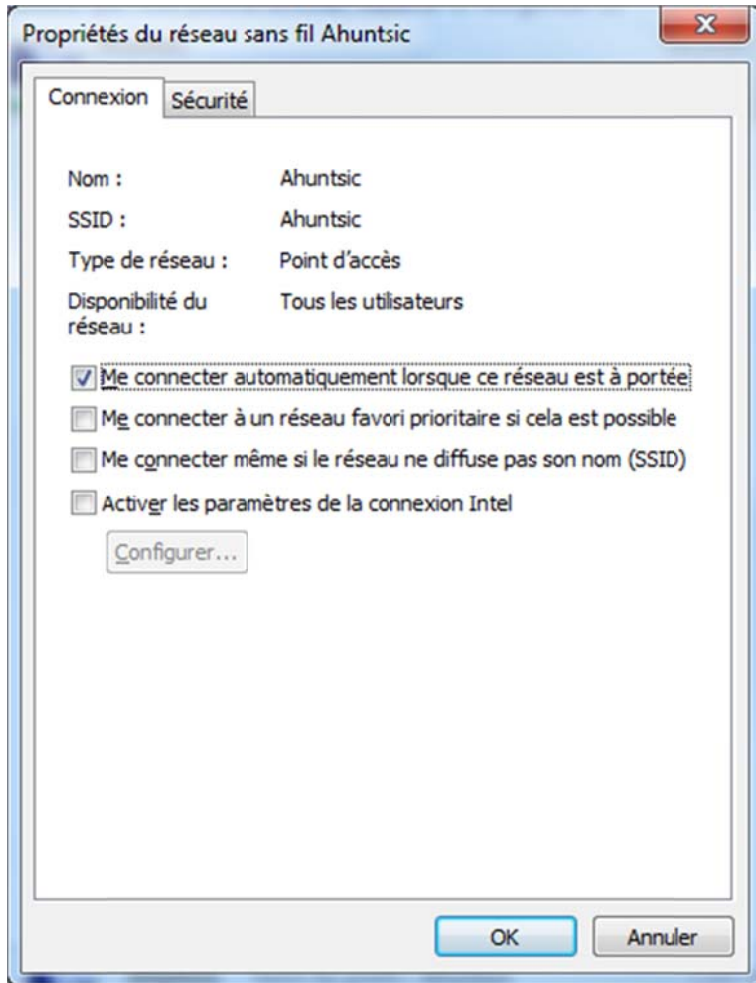 Propriétés du réseau sans fil Ahuntsic
Connexion
Sécurité
Nom : Ahuntsic
SSID : Ahuntsic
Type de réseau : Point d'accès
Disponibilité du Tous les utilisateurs
réseau :
Me connecter automatiquement lorsque ce réseau est à portée
Me connecter à un réseau favori prioritaire si cela est possible
Me connecter même si le réseau ne diffuse pas son nom (SSID)
Activer les paramètres de la connexion Intel
Configurer...
OK
Annuler